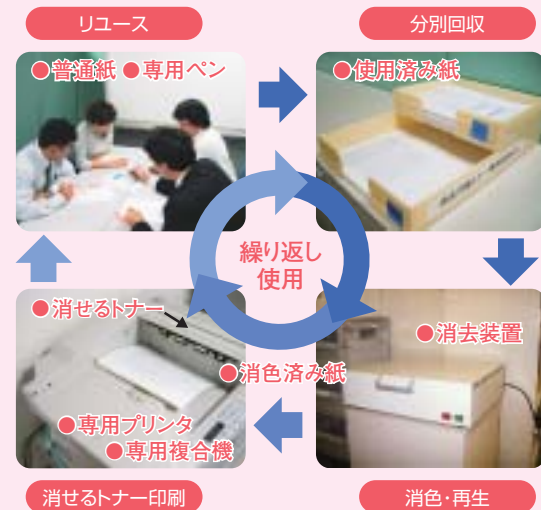 リユース
分別回収
●普通紙 ●専用ペン
●使用済み紙
繰り返し
使用
●消せるトナー
●消去装置
●消色済み紙
●専用プリンタ
●専用複合機
消せるトナー印刷
消色・再生